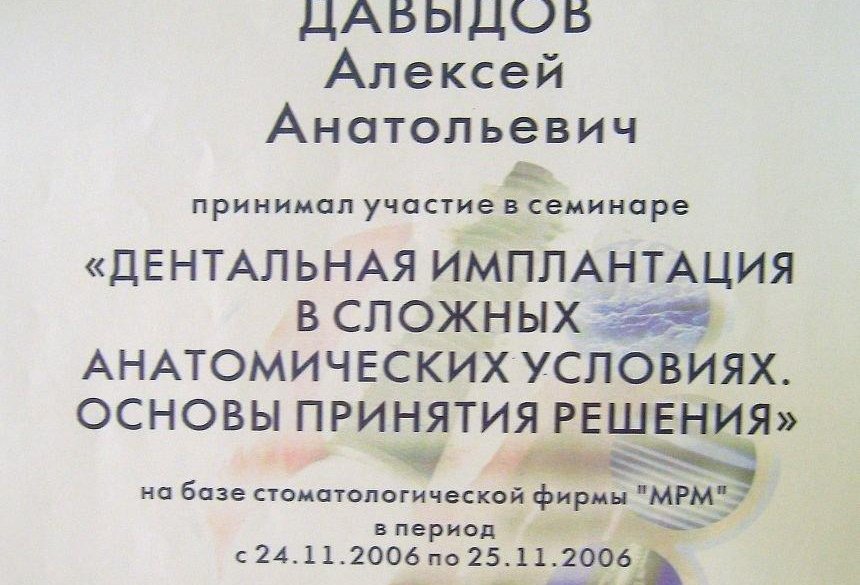 ДАВЫДОВ
Алексей
Анатольевич
принимал участие в семинаре
«ДЕНТАЛЬНАЯ ИМПЛАНТАЦИЯ
В СЛОЖНЫХ
АНАТОМИЧЕСКИХ УСЛОВИЯХ.
ОСНОВЫ ПРИНЯТИЯ РЕШЕНИЯ»
на базе стоматологической фирмы "МРМ"
в период
с 24.11.2006 по 25.11.2006